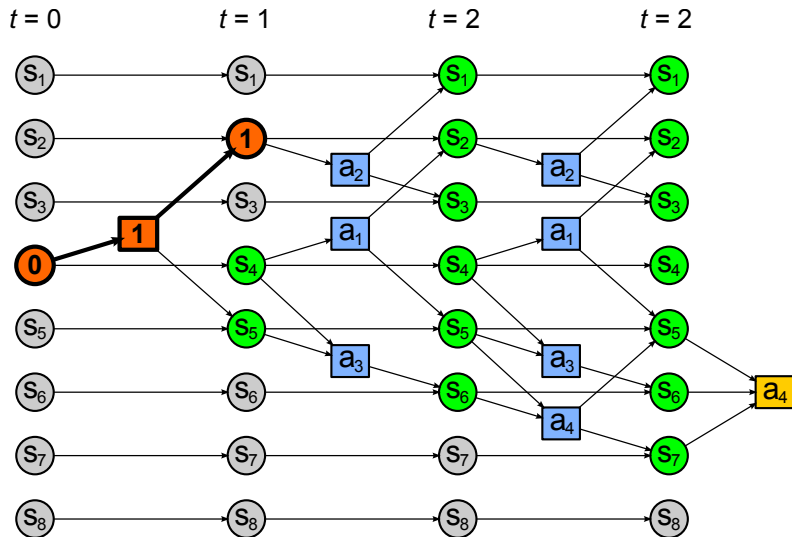 t = 0 t = 1 t = 2 t = 2
s1 s1 s1 s1
s2 1 s2 s2
a2 a2
s3 s3 s3 s3
1 a1 a1
0 s4 s4 s4
s5 s5 s5 s5
a3 a3
s6 s6 s6 s6 a4
a4
s7 s7 s7 s7
s8 s8 s8 s8